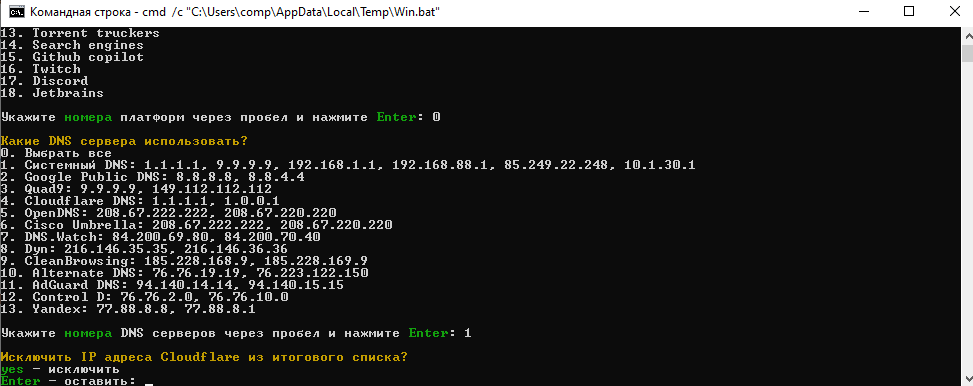 Командная строка - cmd /c "C:\Users\comp\AppData\Local\Temp\Win.bat"
13. Torrent truckers
14. Search engines
15. Github copilot
16. Twitch
17. Discord
18. Jetbrains
Укажите номера платформ через пробел и нажмите Enter: 0
Какие DNS сервера использовать?
0. Выбрать все
1. Системный DNS: 1.1.1.1, 9.9.9.9, 192.168.1.1, 192.168.88.1, 85.249.22.248, 10.1.30.1
2. Google Public DNS: 8.8.8.8, 8.8.4.4
3. Quad9: 9.9.9.9, 149.112.112.112
4. Cloudflare DNS: 1.1.1.1, 1.0.0.1
5. OpenDNS: 208.67.222.222, 208.67.220.220
6. Cisco Umbrella: 208.67.222.222, 208.67.220.220
7. DNS.Watch: 84.200.69.80, 84.200.70.40
8. Dyn: 216.146.35.35, 216.146.36.36
9. CleanBrowsing: 185.228.168.9, 185.228.169.9
10. Alternate DNS: 76.76.19.19, 76.223.122.150
11. AdGuard DNS: 94.140.14.14, 94.140.15.15
12. Control D: 76.76.2.0, 76.76.10.0
13. Yandex: 77.88.8.8, 77.88.8.1
Укажите номера DNS серверов через пробел и нажмите Enter: 1
Исключить IP адреса Cloudflare из итогового списка?
yes - исключить
Enter - оставить: _